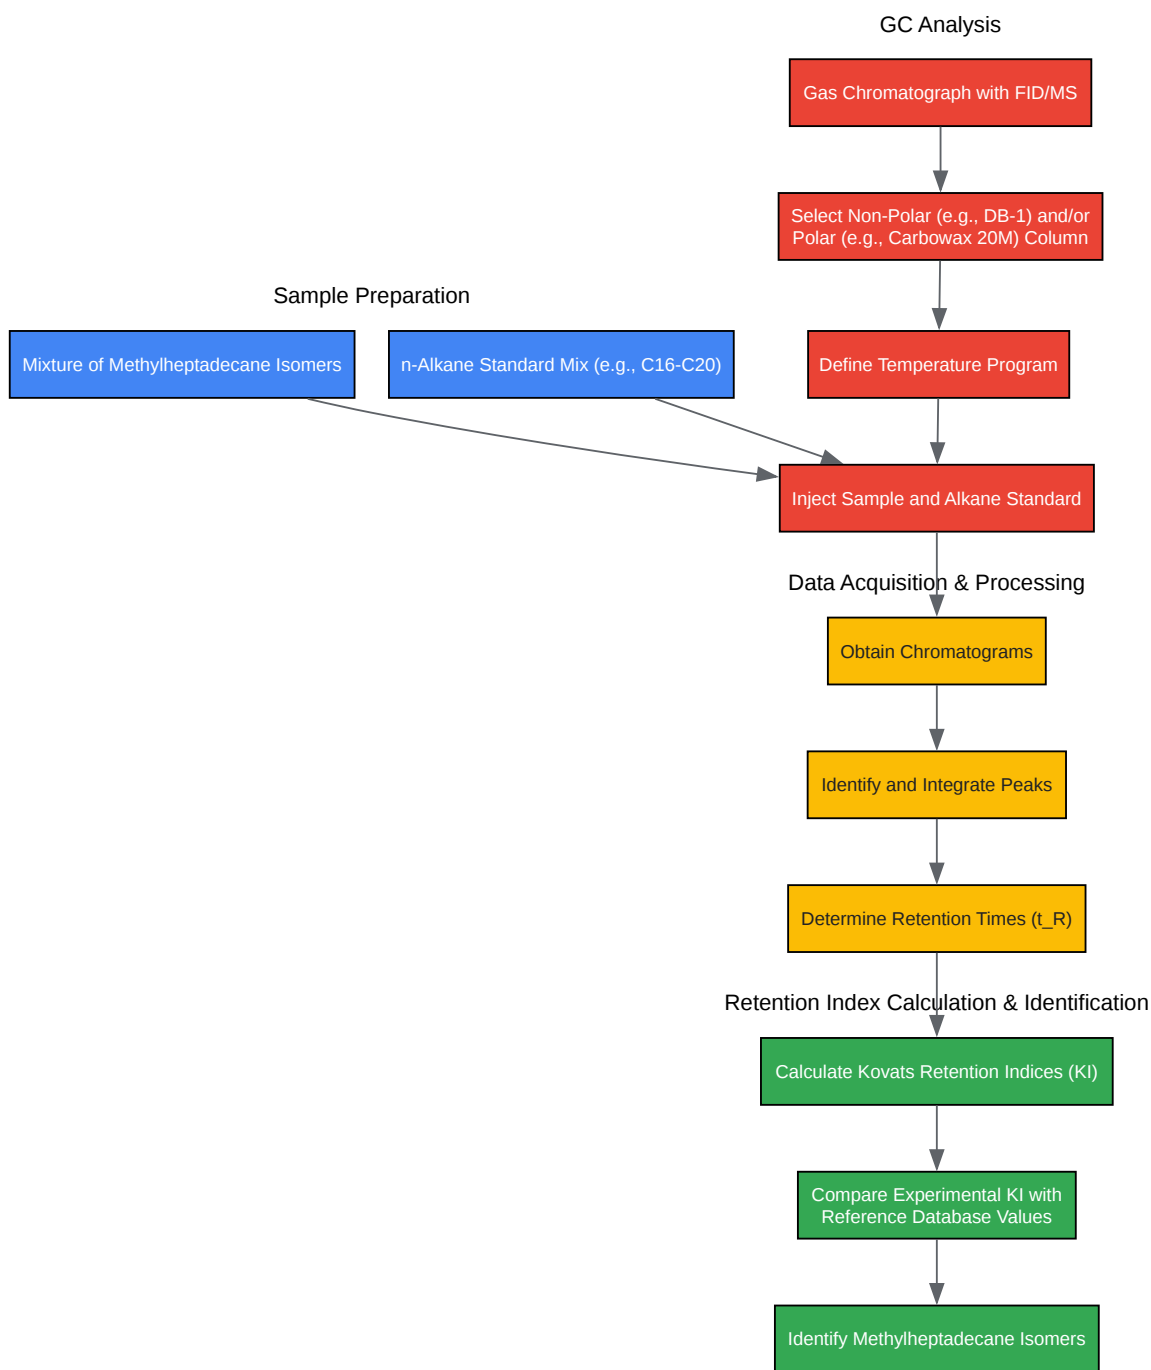 GC Analysis
Gas Chromatograph with FID/MS
Select Non-Polar (e.g., DB-1) and/or
Polar (e.g., Carbowax 20M) Column
Sample Preparation
Mixture of Methylheptadecane Isomers
n-Alkane Standard Mix (e.g., C16-C20)
Define Temperature Program
Inject Sample and Alkane Standard
Data Acquisition & Processing
Obtain Chromatograms
Identify and Integrate Peaks
Determine Retention Times (t_R)
Retention Index Calculation & Identification
Calculate Kovats Retention Indices (KI)
Compare Experimental KI with
Reference Database Values
Identify Methylheptadecane Isomers